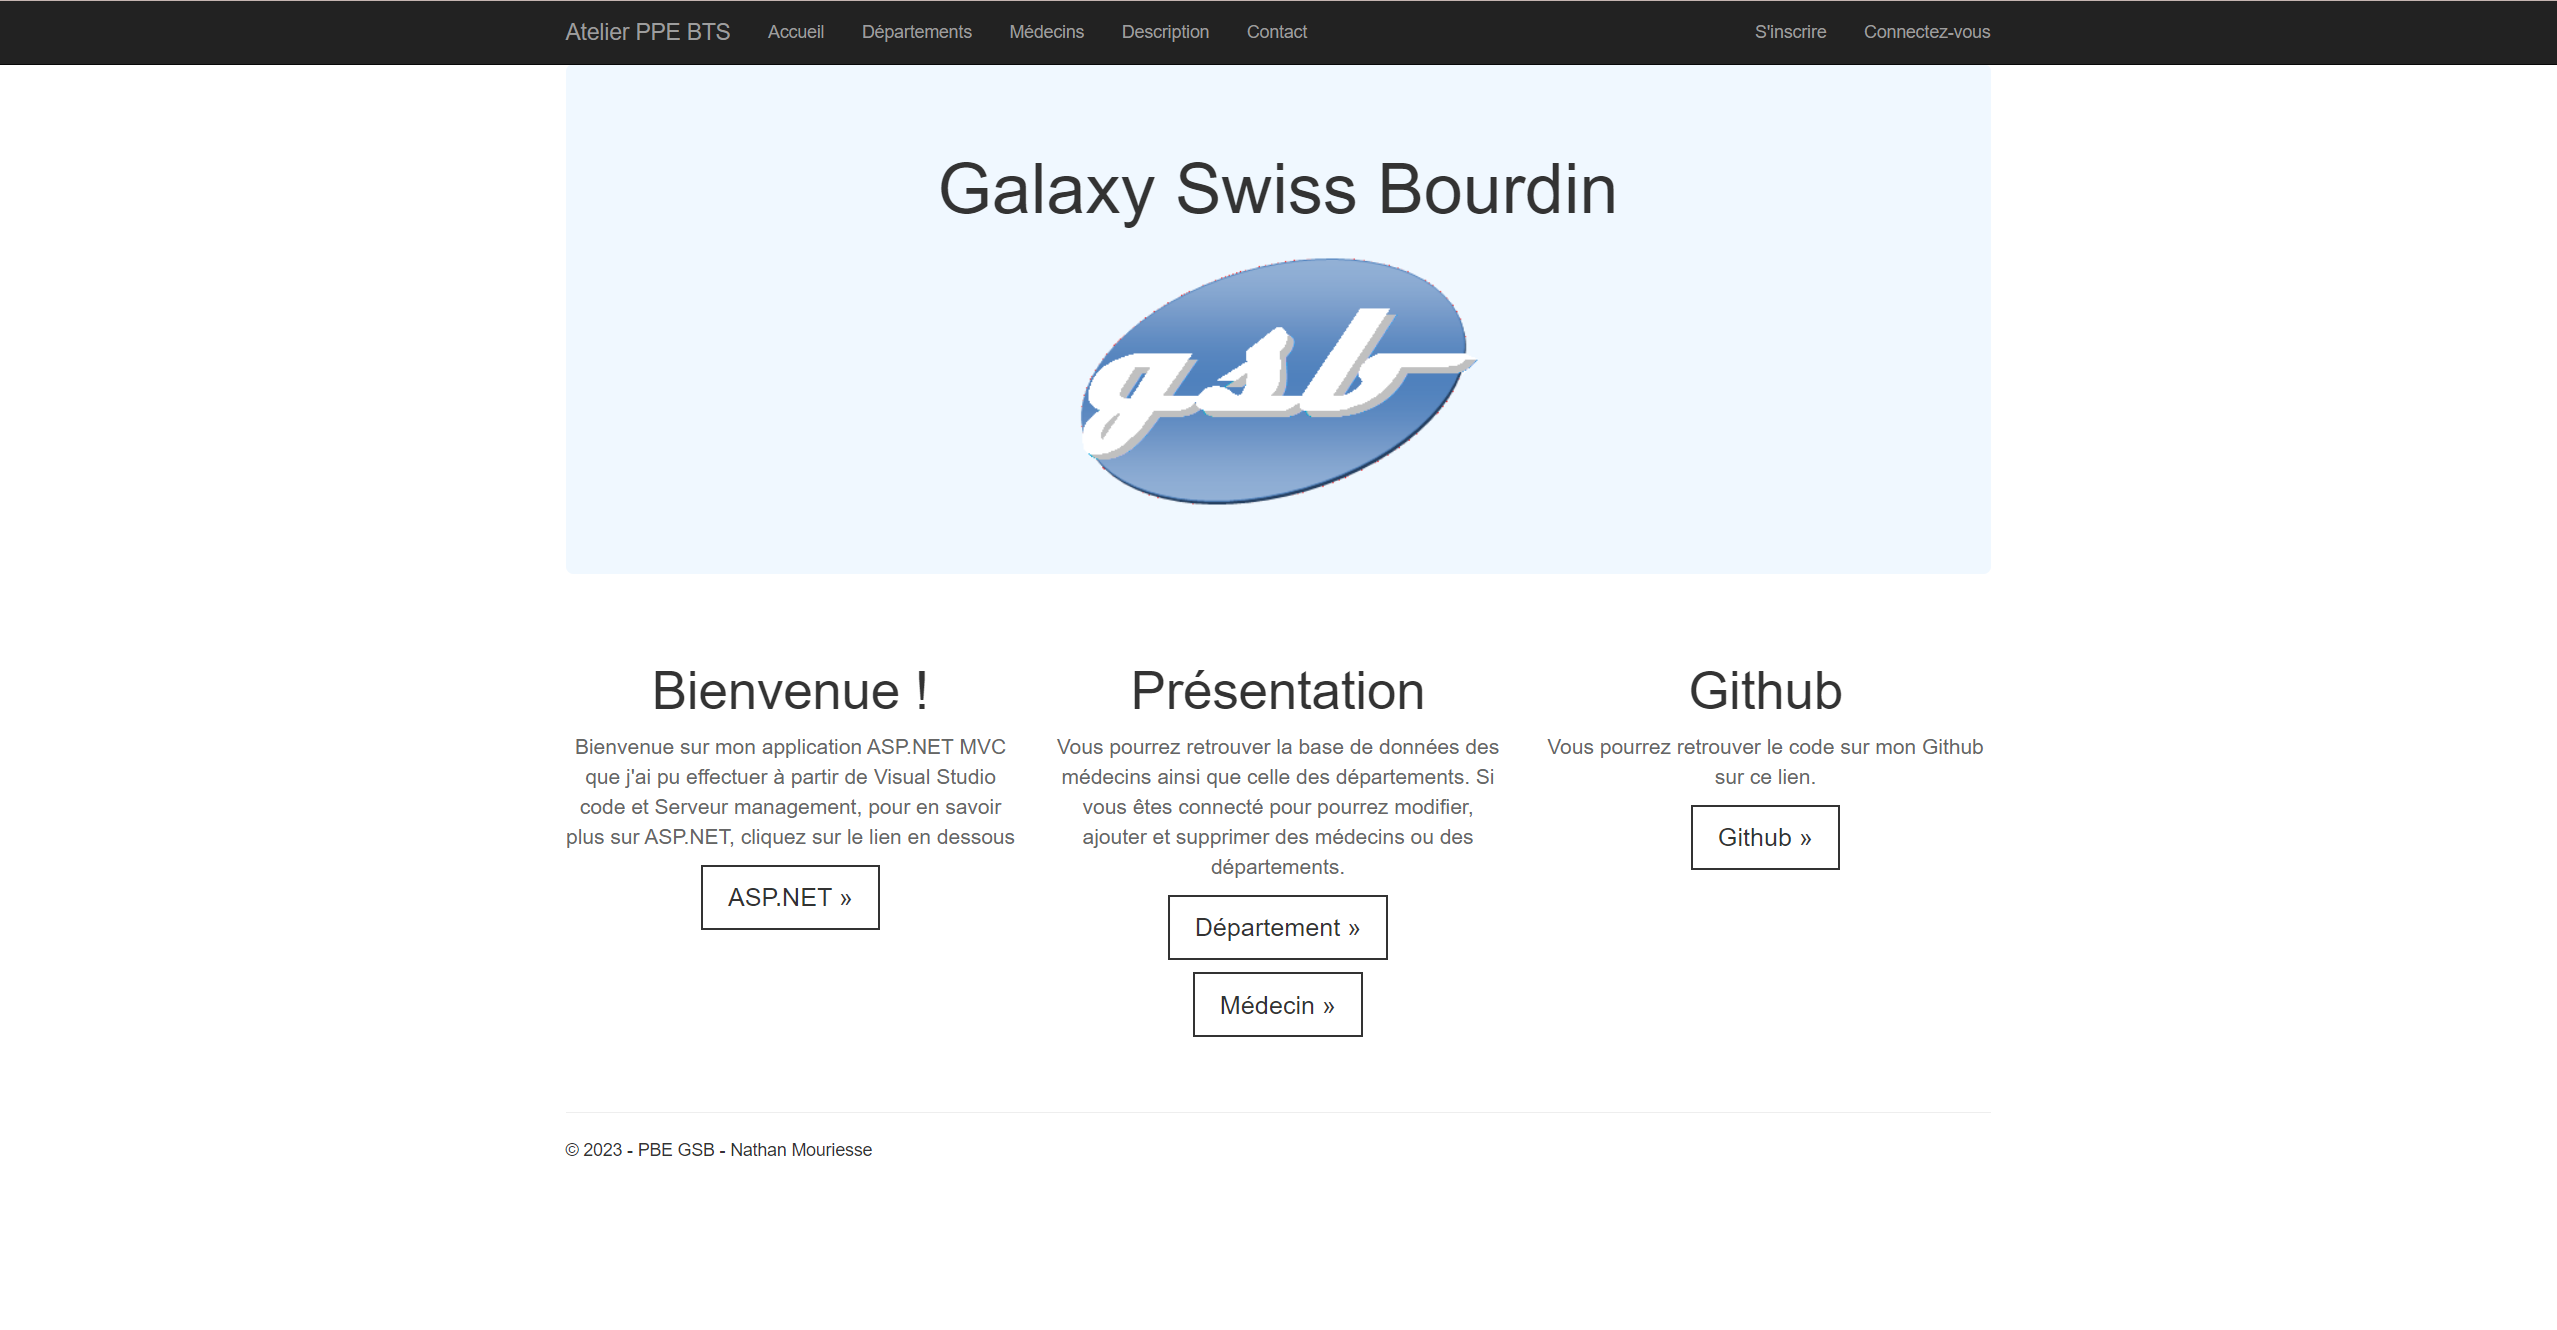 Atelier PPE BTS Accueil Départements Médecins Description Contact S'inscrire Connectez-vous
Galaxy Swiss Bourdin
gsb
Bienvenue !
Bienvenue sur mon application ASP.NET MVC
que j'ai pu effectuer à partir de Visual Studio
code et Serveur management, pour en savoir
plus sur ASP.NET, cliquez sur le lien en dessous
ASP.NET »
Présentation
Vous pourrez retrouver la base de données des
médecins ainsi que celle des départements. Si
vous êtes connecté pour pourrez modifier,
ajouter et supprimer des médecins ou des
départements.
Département »
Médecin »
Github
Vous pourrez retrouver le code sur mon Github
sur ce lien.
Github »
© 2023 - PBE GSB - Nathan Mouriesse